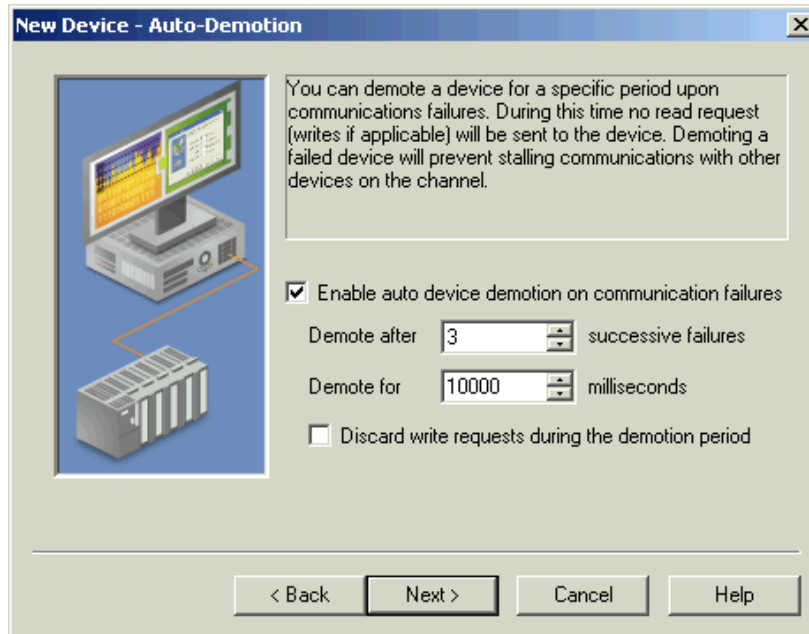 New Device - Auto-Demotion
You can demote a device for a specific period upon
communications failures. During this time no read request
(writes if applicable) will be sent to the device. Demoting a
failed device will prevent stalling communications with other
devices on the channel.
Enable auto device demotion on communication failures
Demote after 3 successive failures
Demote for 10000 milliseconds
Discard write requests during the demotion period
< Back Next > Cancel Help